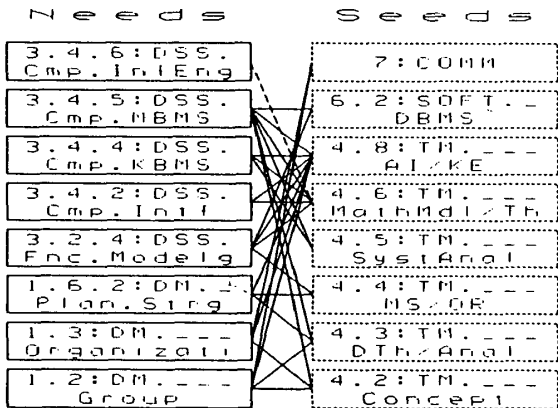 Needs
Seeds
3.4.6:DSS.
Cmp.InfEng
3.4.5:DSS.
Cmp.MBMS
3.4.4:DSS.
Cmp.KBMS
3.4.2:DSS.
Cmp.Intf
3.2.4:DSS.
Fnc.Modelg
1.6.2:DM.
Plan.Strg
1.3:DM.___
Organizati
1.2:DM.___
Group
7:COMM
6.2:SOFT._
DBMS
4.8:TM.___
AI/KE
4.6:TM.___
MathMdl/Th
4.5:TM.___
SystAnal
4.4:TM.___
MS/OR
4.3:TM.___
DTh/Anal
4.2:TM.___
Concept